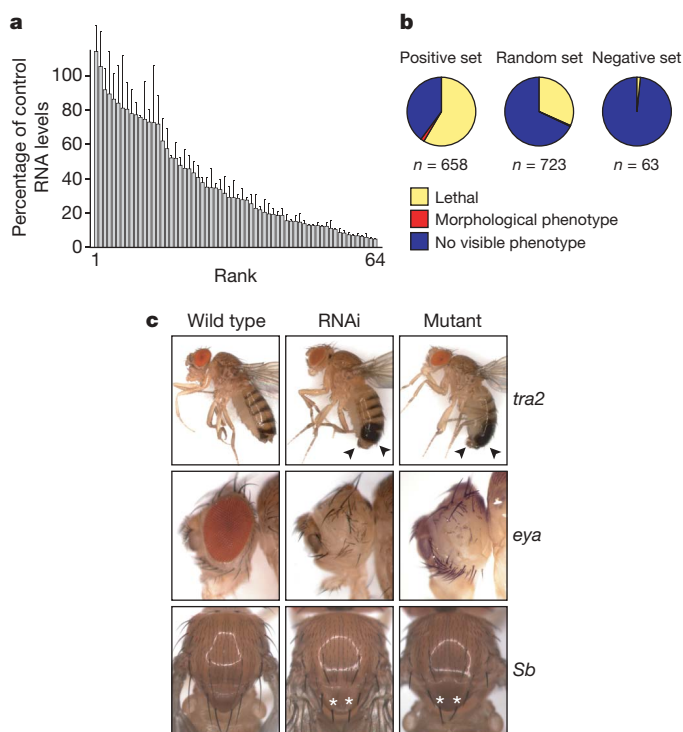 a
Percentage of control
RNA levels
100
80
60
40
20
0
1
64
Rank
b
Positive set Random set Negative set
n = 658 n = 723 n = 63
Lethal
Morphological phenotype
No visible phenotype
c
Wild type RNAi Mutant
tra2
eya
* * * *
Sb